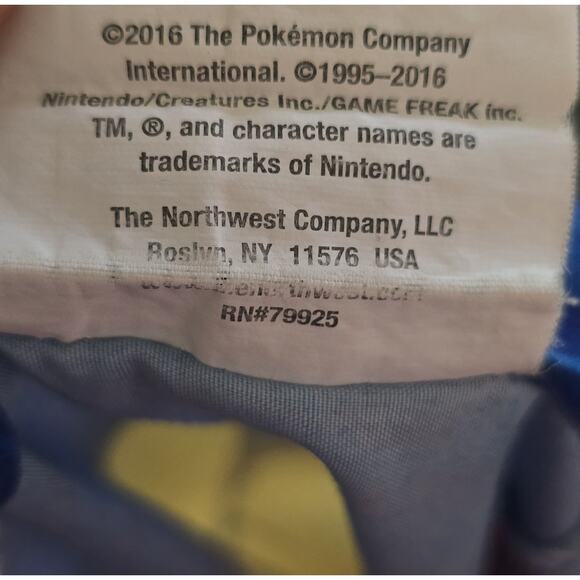 ©2016 The Pokémon Company
International. ©1995–2016
Nintendo/Creatures Inc./GAME FREAK inc.
TM, ®, and character names are
trademarks of Nintendo.
The Northwest Company, LLC
Roslyn, NY 11576 USA
RN#79925